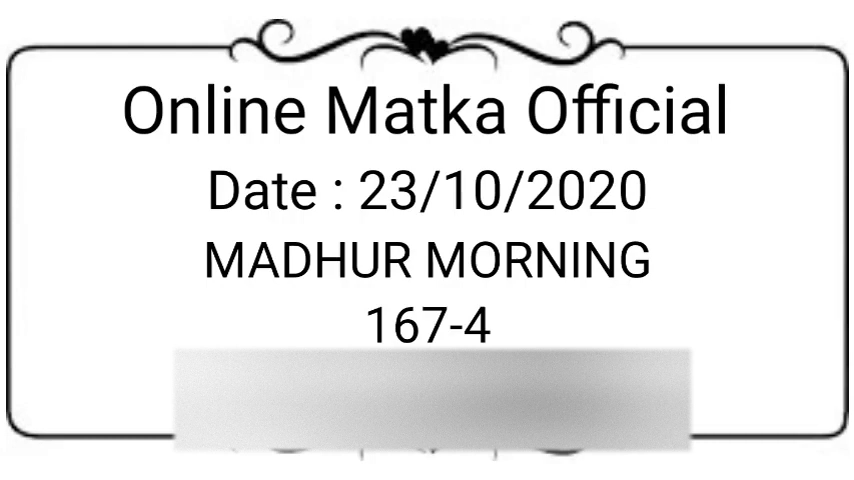 Online Matka Official
Date : 23/10/2020
MADHUR MORNING
167-4